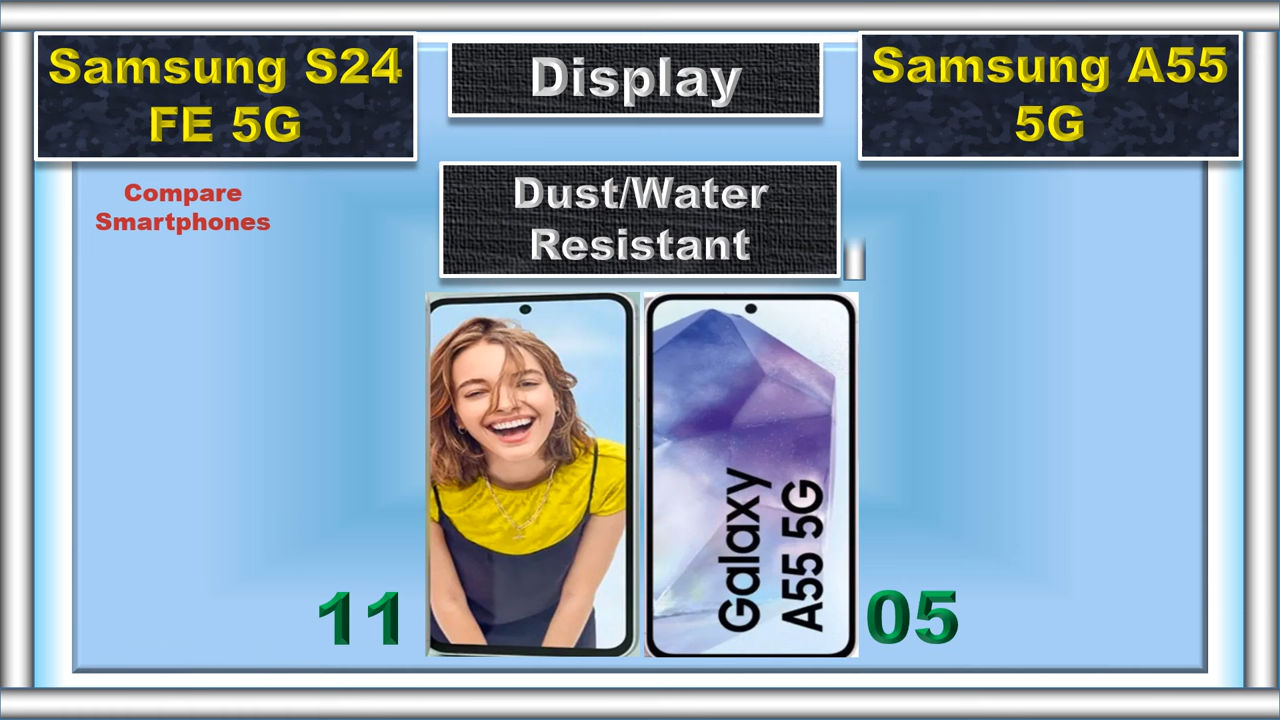 Samsung S24
FE 5G
Display
Samsung A55
5G
Compare
Smartphones
Dust/Water
Resistant
Galaxy
A55 5G
11
05